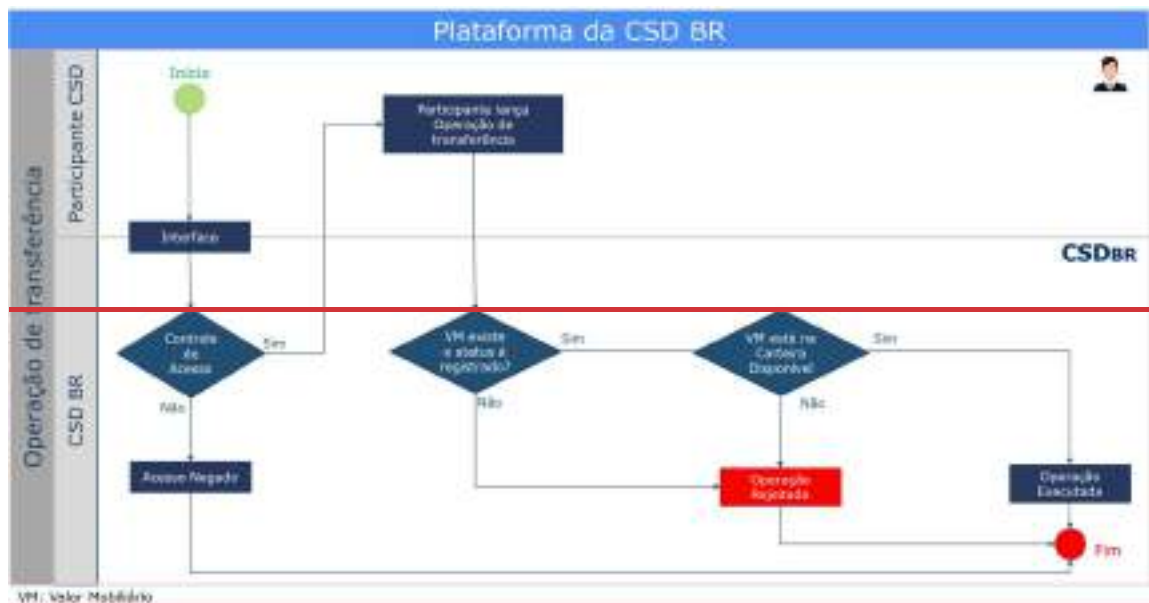 Plataforma da CSD BR
Operação de transferência
Participante CSD
CSD BR
Início
Participante lança
Operação de
transferência
Interface
CSDBR
Controle
de
Acesso
Sim
Não
Acesso Negado
VM existe
e status é
registrado?
Sim
Não
VM está na
Carteira
Disponível
Sim
Não
Operação
Rejeitada
Operação
Executada
Fim
VM: Valor Mobiliário